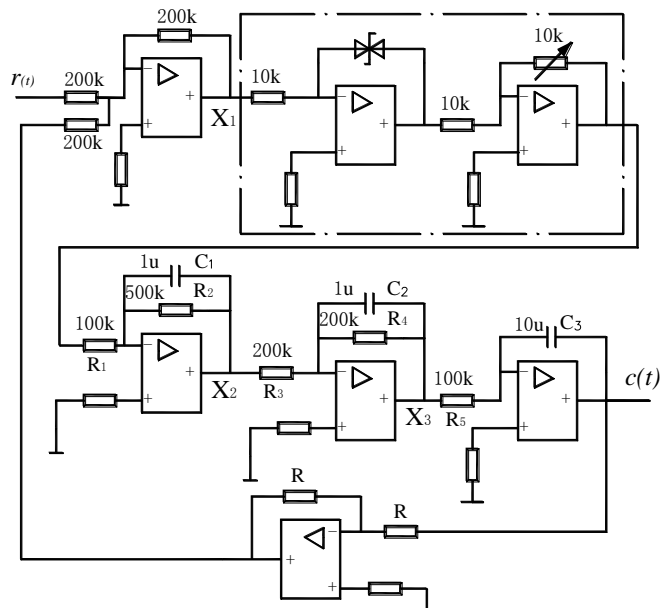 200k
10k
r(t)
200k
−
+
+
X1
10k
−
+
+
10k
−
+
+
200k
1u
C1
500k
R2
1u
C2
200k
R4
10u
C3
100k
R1
−
+
+
X2
200k
R3
−
+
+
X3
100k
R5
−
+
+
c(t)
R
R
−
+
+